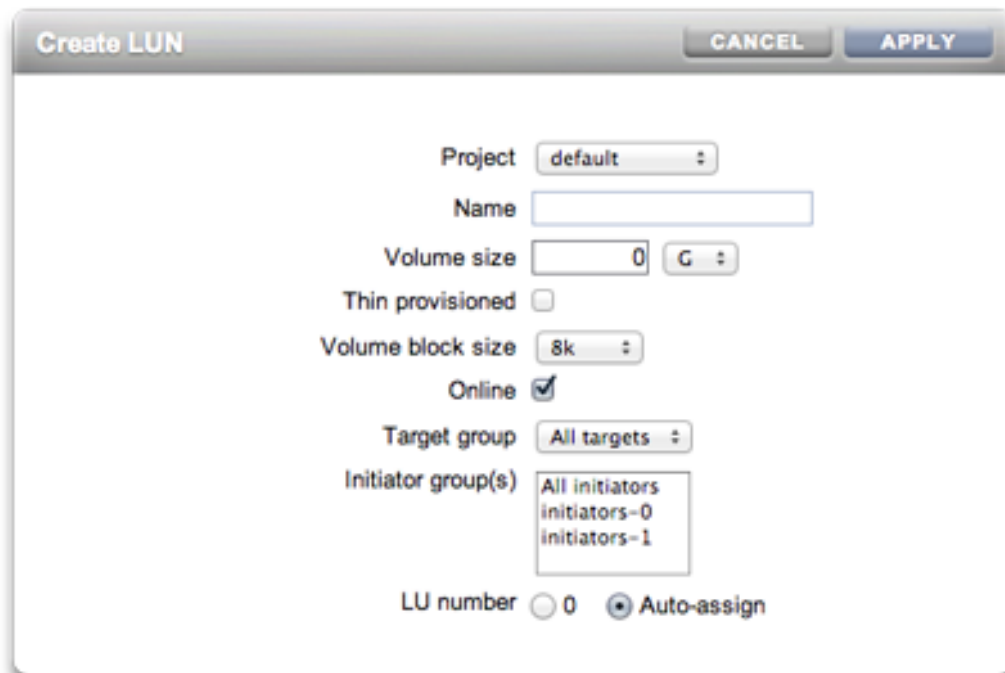 Create LUN CANCEL APPLY
Project default
Name
Volume size 0 G
Thin provisioned
Volume block size 8k
Online
Target group All targets
Initiator group(s) All initiators
initiators-0
initiators-1
LU number 0 Auto-assign